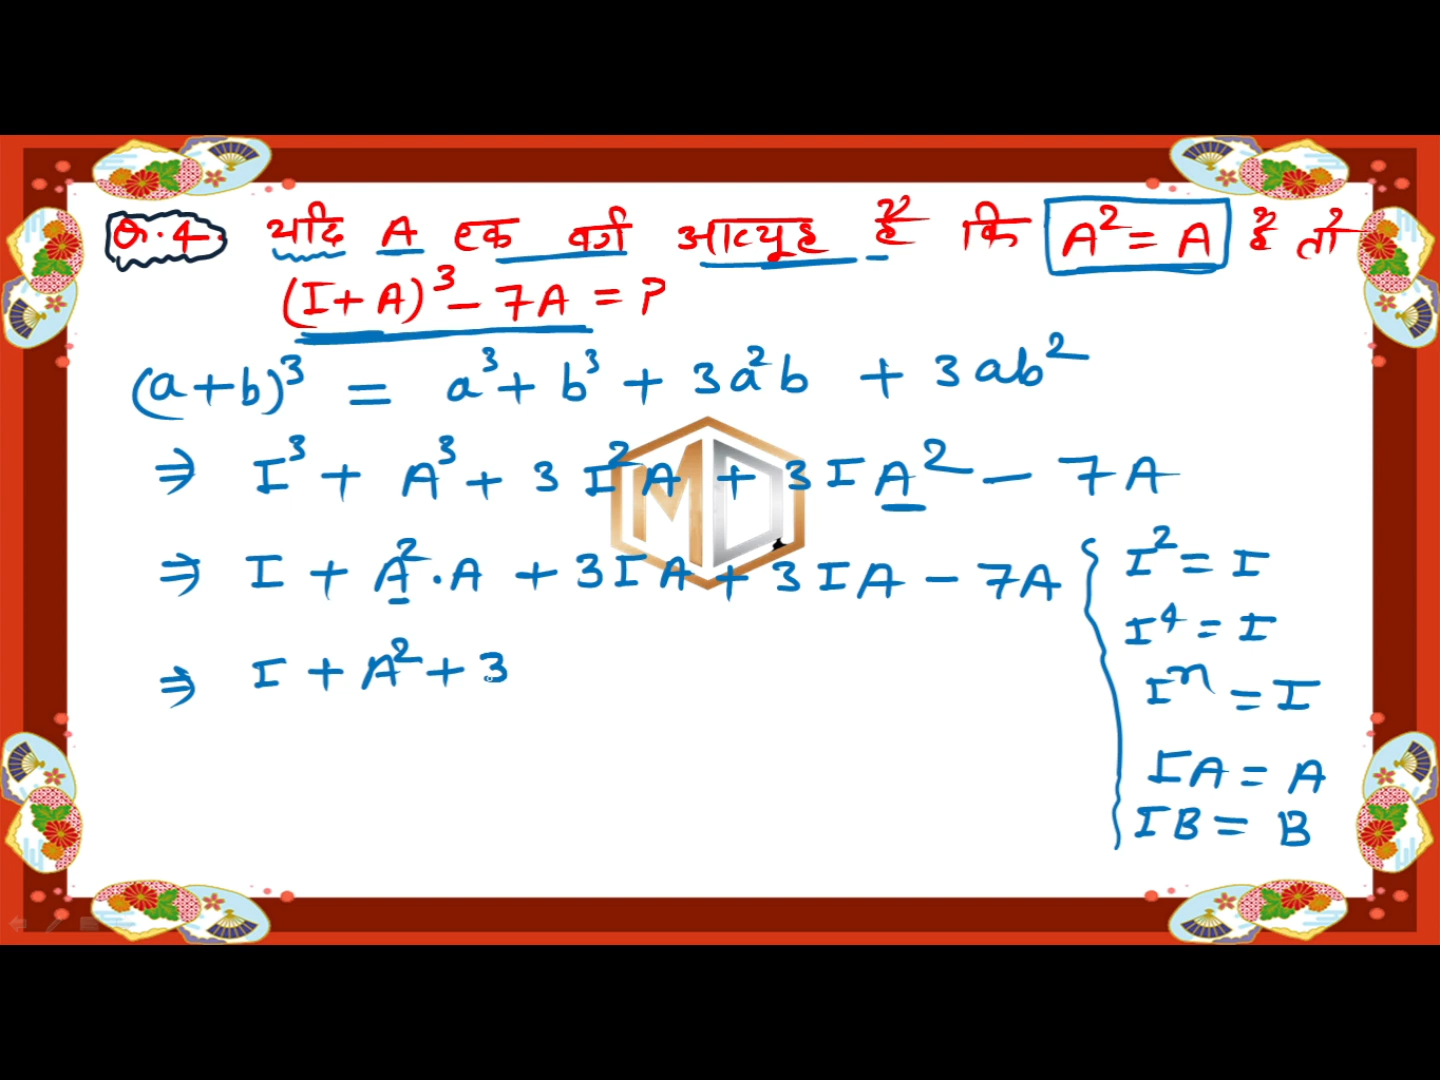 प्र.4. यदि A एक वर्ग आव्यूह है कि A² = A है तो
(I+A)³ - 7A = ?
(a+b)³ = a³ + b³ + 3a²b + 3ab²
⇒ I³ + A³ + 3I²A + 3IA² - 7A
⇒ I + A².A + 3IA + 3IA - 7A
⇒ I + A² + 3
I² = I
I⁴ = I
Iⁿ = I
IA = A
IB = B
MD